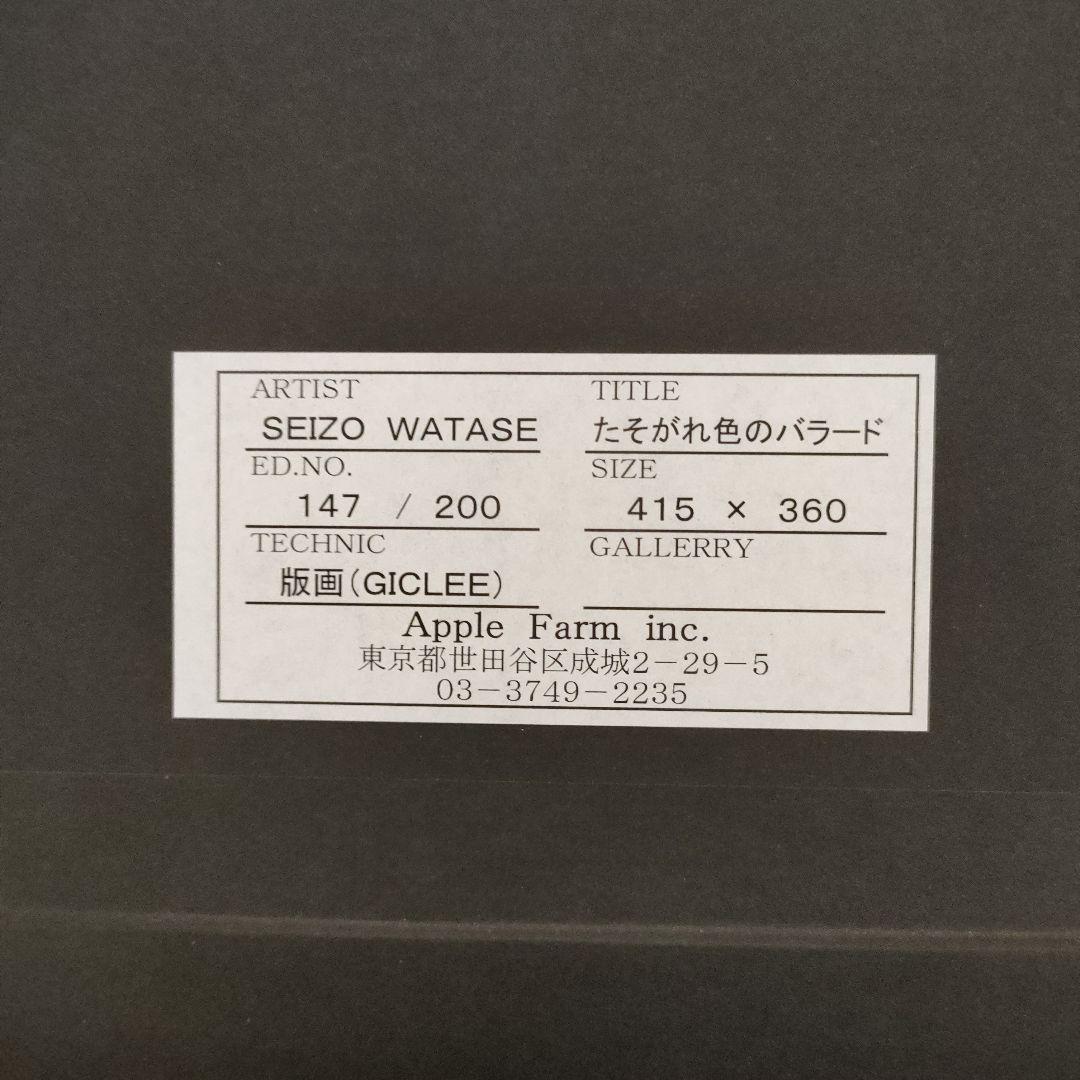 ARTIST TITLE
SEIZO WATASE たそがれ色のバラード
ED.NO. SIZE
147 / 200 415 × 360
TECHNIC GALLERRY
版画(GICLEE)
Apple Farm inc.
東京都世田谷区成城2－29－5
03－3749－2235